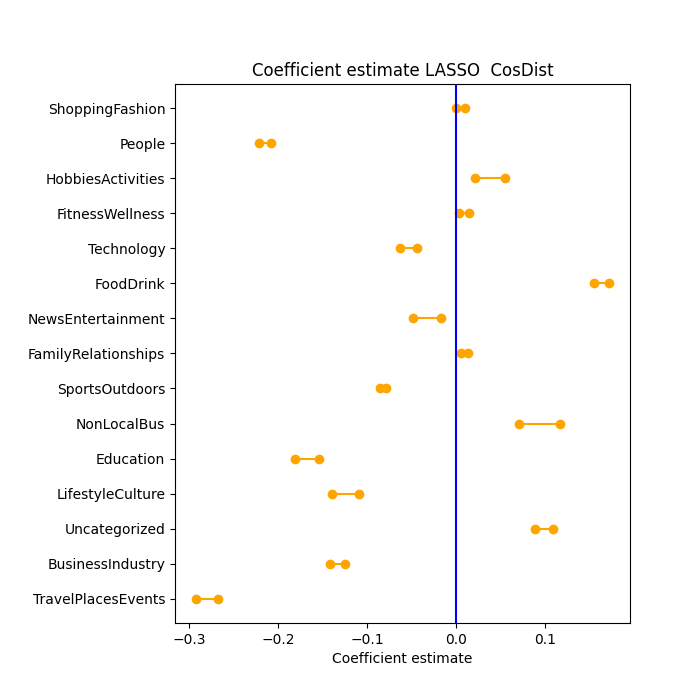 Coefficient estimate LASSO  CosDist
ShoppingFashion
People
HobbiesActivities
FitnessWellness
Technology
FoodDrink
NewsEntertainment
FamilyRelationships
SportsOutdoors
NonLocalBus
Education
LifestyleCulture
Uncategorized
BusinessIndustry
TravelPlacesEvents
−0.3 −0.2 −0.1 0.0 0.1
Coefficient estimate